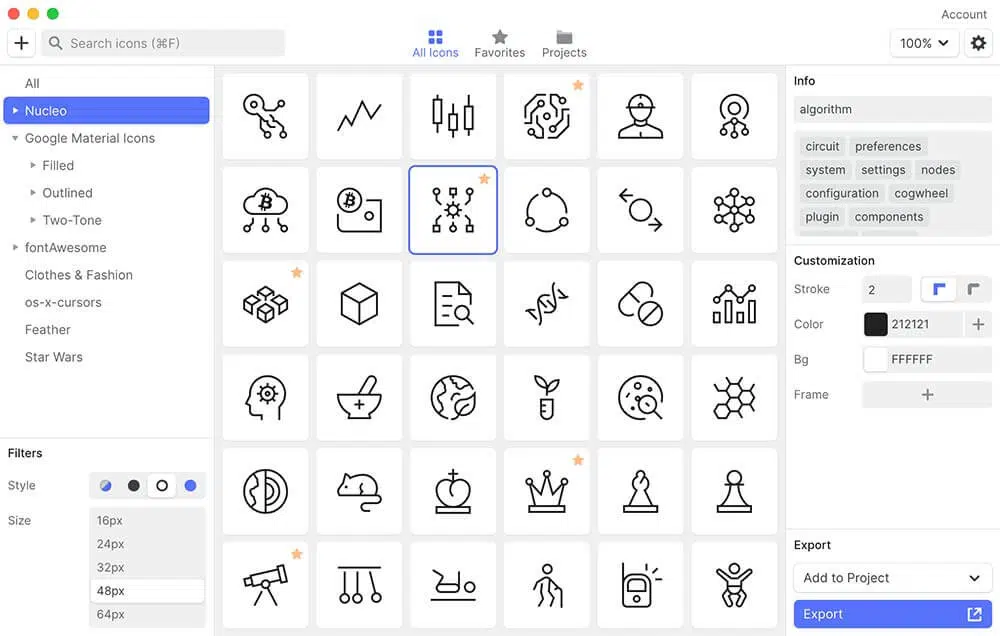 Account
Search icons (⌘F)
All Icons
Favorites
Projects
100%
All
Nucleo
Google Material Icons
Filled
Outlined
Two-Tone
fontAwesome
Clothes & Fashion
os-x-cursors
Feather
Star Wars
Filters
Style
Size
16px
24px
32px
48px
64px
Info
algorithm
circuit preferences
system settings nodes
configuration cogwheel
plugin components
Customization
Stroke 2
Color 212121
Bg FFFFFF
Frame
Export
Add to Project
Export